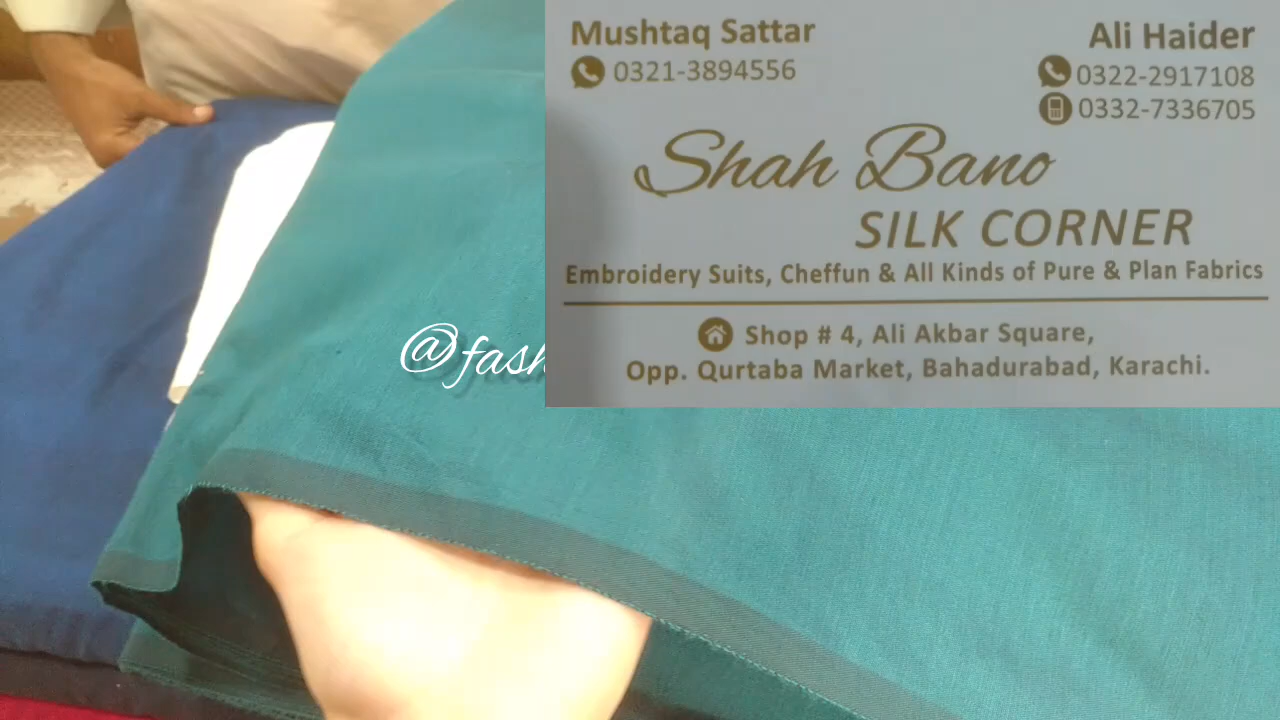 Mushtaq Sattar
0321-3894556
Ali Haider
0322-2917108
0332-7336705
Shah Bano
SILK CORNER
Embroidery Suits, Cheffun & All Kinds of Pure & Plan Fabrics
Shop # 4, Ali Akbar Square,
Opp. Qurtaba Market, Bahadurabad, Karachi.
@fash